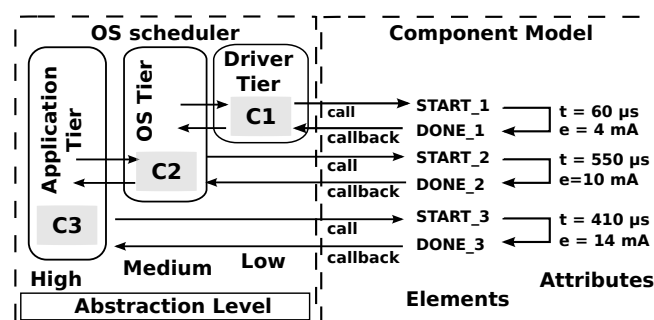 OS scheduler
Component Model
Application
Tier
OS Tier
Driver
Tier
C1
C2
C3
call
callback
call
callback
call
callback
START_1
DONE_1
START_2
DONE_2
START_3
DONE_3
t = 60 µs
e = 4 mA
t = 550 µs
e=10 mA
t = 410 µs
e = 14 mA
High
Medium
Low
Abstraction Level
Elements
Attributes